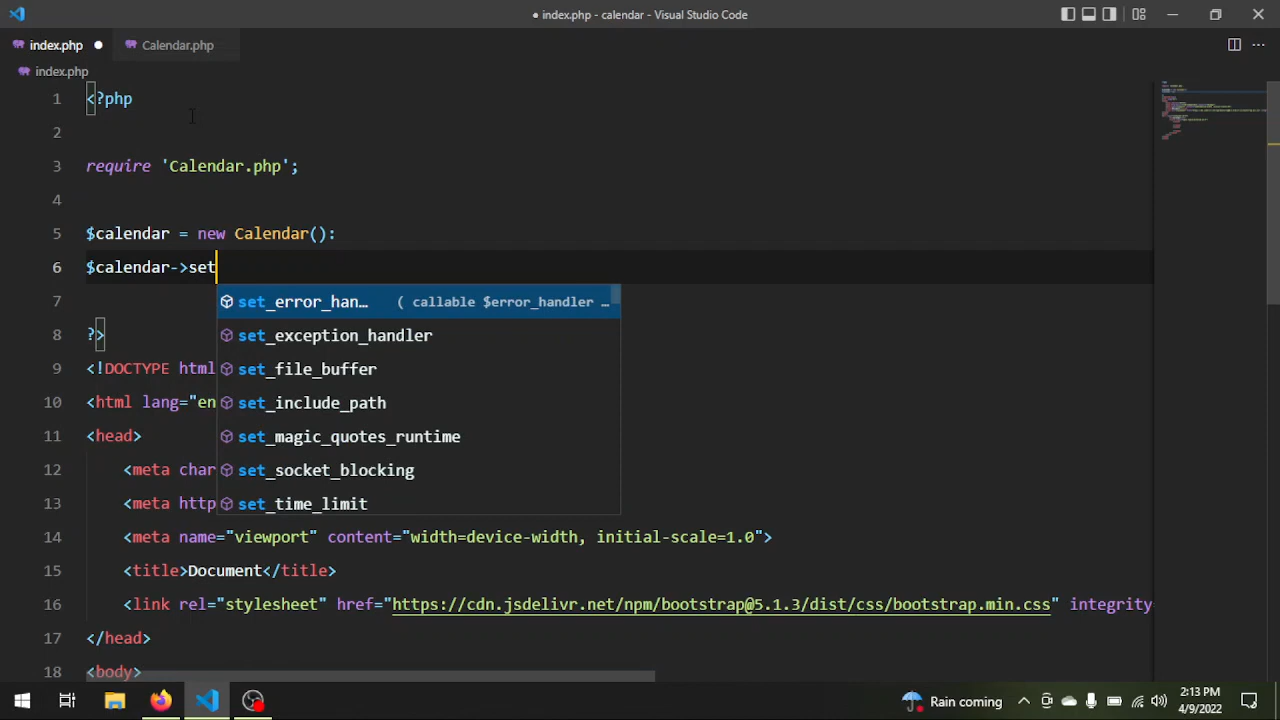 ● index.php - calendar - Visual Studio Code
index.php ●
Calendar.php
index.php
1 <?php
2
3 require 'Calendar.php';
4
5 $calendar = new Calendar():
6 $calendar->set
set_error_han… ( callable $error_handler …
set_exception_handler
set_file_buffer
set_include_path
set_magic_quotes_runtime
set_socket_blocking
set_time_limit
7
8 ?>
9 <!DOCTYPE html
10 <html lang="en
11 <head>
12 <meta char
13 <meta http
14 <meta name="viewport" content="width=device-width, initial-scale=1.0">
15 <title>Document</title>
16 <link rel="stylesheet" href="https://cdn.jsdelivr.net/npm/bootstrap@5.1.3/dist/css/bootstrap.min.css" integrity
17 </head>
18 <body>
Rain coming
2:13 PM
4/9/2022